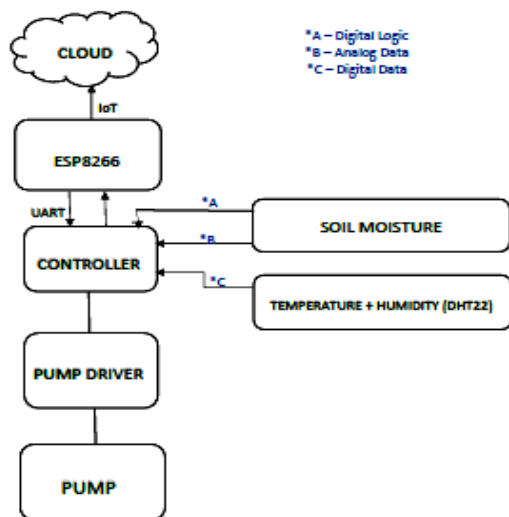 CLOUD
*A – Digital Logic
*B – Analog Data
*C – Digital Data
IoT
ESP8266
UART
*A
SOIL MOISTURE
*B
CONTROLLER
*C
TEMPERATURE + HUMIDITY (DHT22)
PUMP DRIVER
PUMP